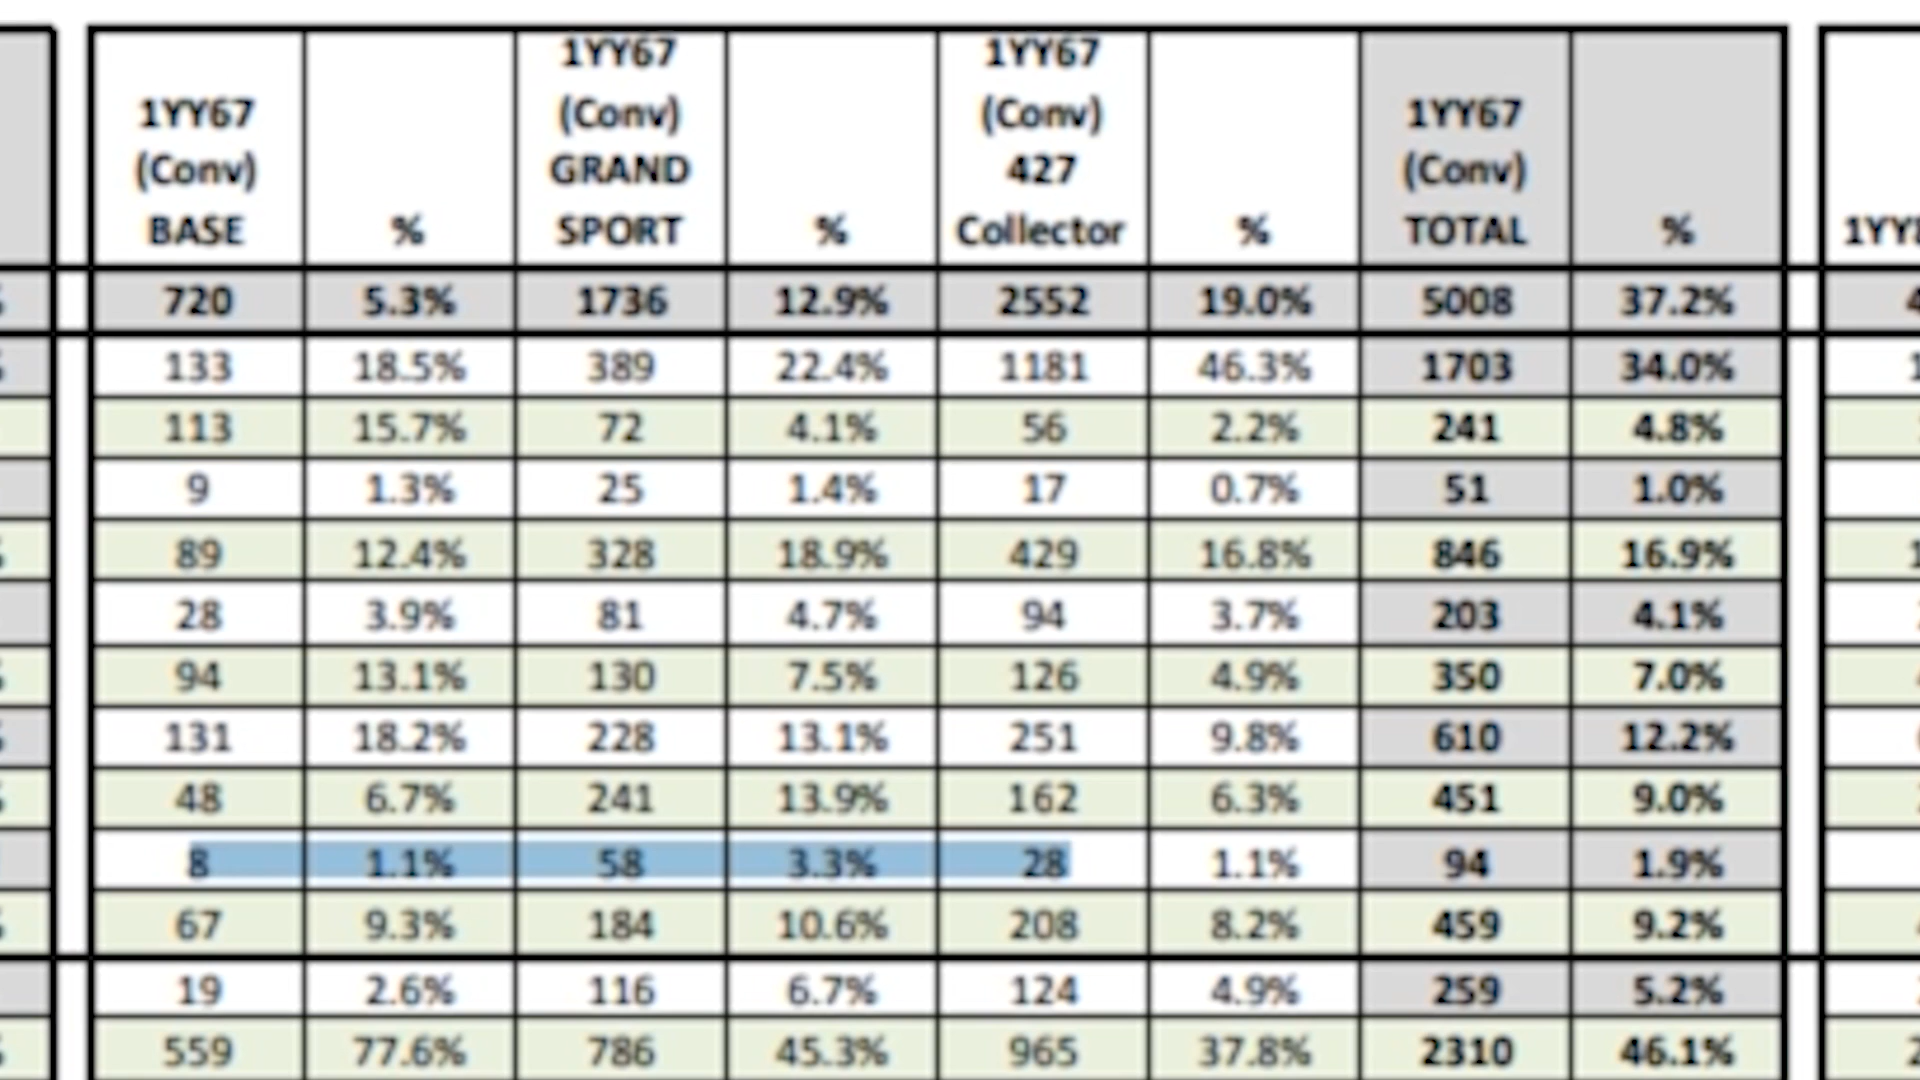 1YY67 (Conv) BASE % 1YY67 (Conv) GRAND SPORT % 1YY67 (Conv) 427 Collector % 1YY67 (Conv) TOTAL %
720 5.3% 1736 12.9% 2552 19.0% 5008 37.2%
133 18.5% 389 22.4% 1181 46.3% 1703 34.0%
113 15.7% 72 4.1% 56 2.2% 241 4.8%
9 1.3% 25 1.4% 17 0.7% 51 1.0%
89 12.4% 328 18.9% 429 16.8% 846 16.9%
28 3.9% 81 4.7% 94 3.7% 203 4.1%
94 13.1% 130 7.5% 126 4.9% 350 7.0%
131 18.2% 228 13.1% 251 9.8% 610 12.2%
48 6.7% 241 13.9% 162 6.3% 451 9.0%
8 1.1% 58 3.3% 28 1.1% 94 1.9%
67 9.3% 184 10.6% 208 8.2% 459 9.2%
19 2.6% 116 6.7% 124 4.9% 259 5.2%
559 77.6% 786 45.3% 965 37.8% 2310 46.1%